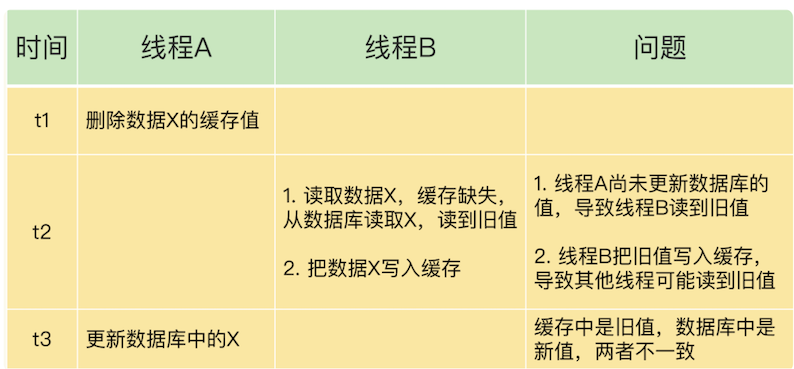 时间 线程A 线程B 问题
t1 删除数据X的缓存值
t2
1. 读取数据X，缓存缺失，
从数据库读取X，读到旧值
2. 把数据X写入缓存
1. 线程A尚未更新数据库的
值，导致线程B读到旧值
2. 线程B把旧值写入缓存，
导致其他线程可能读到旧值
t3 更新数据库中的X
缓存中是旧值，数据库中是
新值，两者不一致